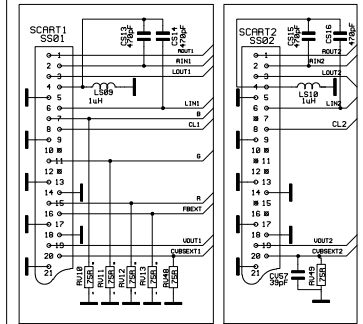 SCART1
SS01
CS13
470pF
CS14
470pF
1
2
3
4
5
6
7
8
9
10
11
12
13
14
15
16
17
18
19
20
21
ROUT1
RIN1
LOUT1
LS09
1uH
LIN1
B
CL1
G
R
FBEXT
VOUT1
CVBSEXT1
RV10
75R
RV11
75R
RV12
75R
RV13
75R
RV48
75R
SCART2
SS02
CS15
470pF
CS16
470pF
1
2
3
4
5
6
7
8
9
10
11
12
13
14
15
16
17
18
19
20
21
ROUT2
RIN2
LOUT2
LS10
1uH
LIN2
CL2
VOUT2
CVBSEXT2
CV57
39pF
RV49
75R